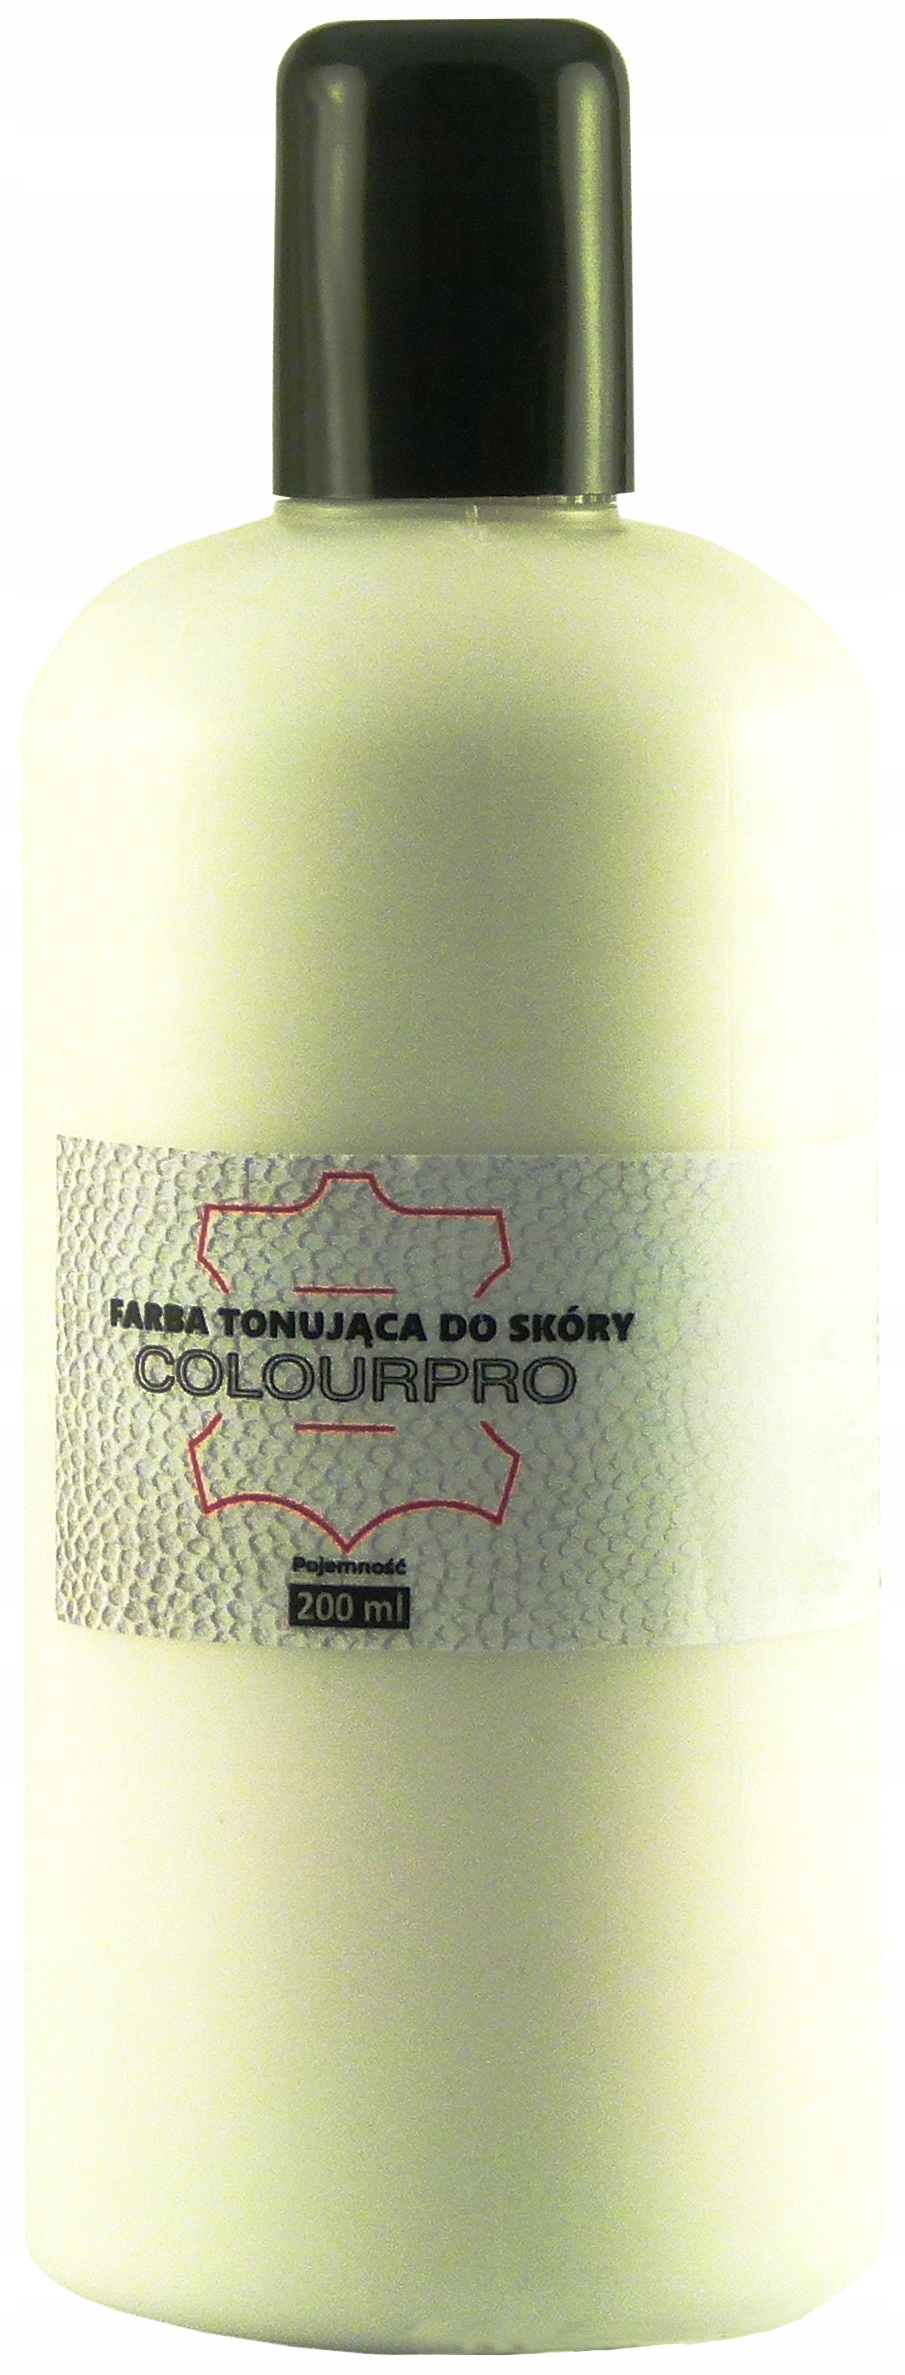 FARBA TONUJĄCA DO SKÓRY
COLOURPRO
Pojemność
200 ml